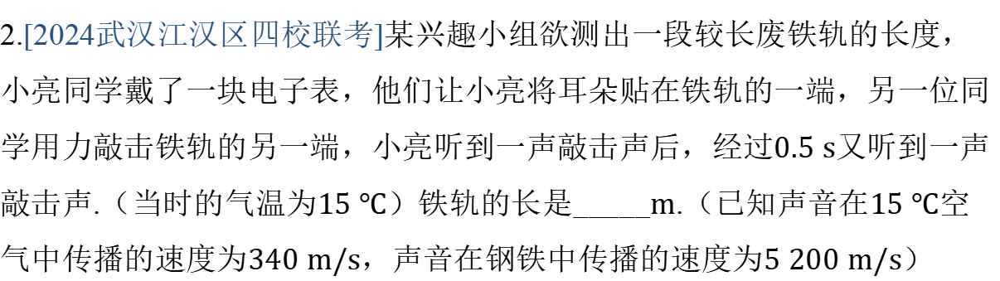 2.[2024武汉江汉区四校联考]某兴趣小组欲测出一段较长废铁轨的长度，
小亮同学戴了一块电子表，他们让小亮将耳朵贴在铁轨的一端，另一位同
学用力敲击铁轨的另一端，小亮听到一声敲击声后，经过0.5 s又听到一声
敲击声.（当时的气温为15 ℃）铁轨的长是_____m.（已知声音在15 ℃空
气中传播的速度为340 m/s，声音在钢铁中传播的速度为5 200 m/s）